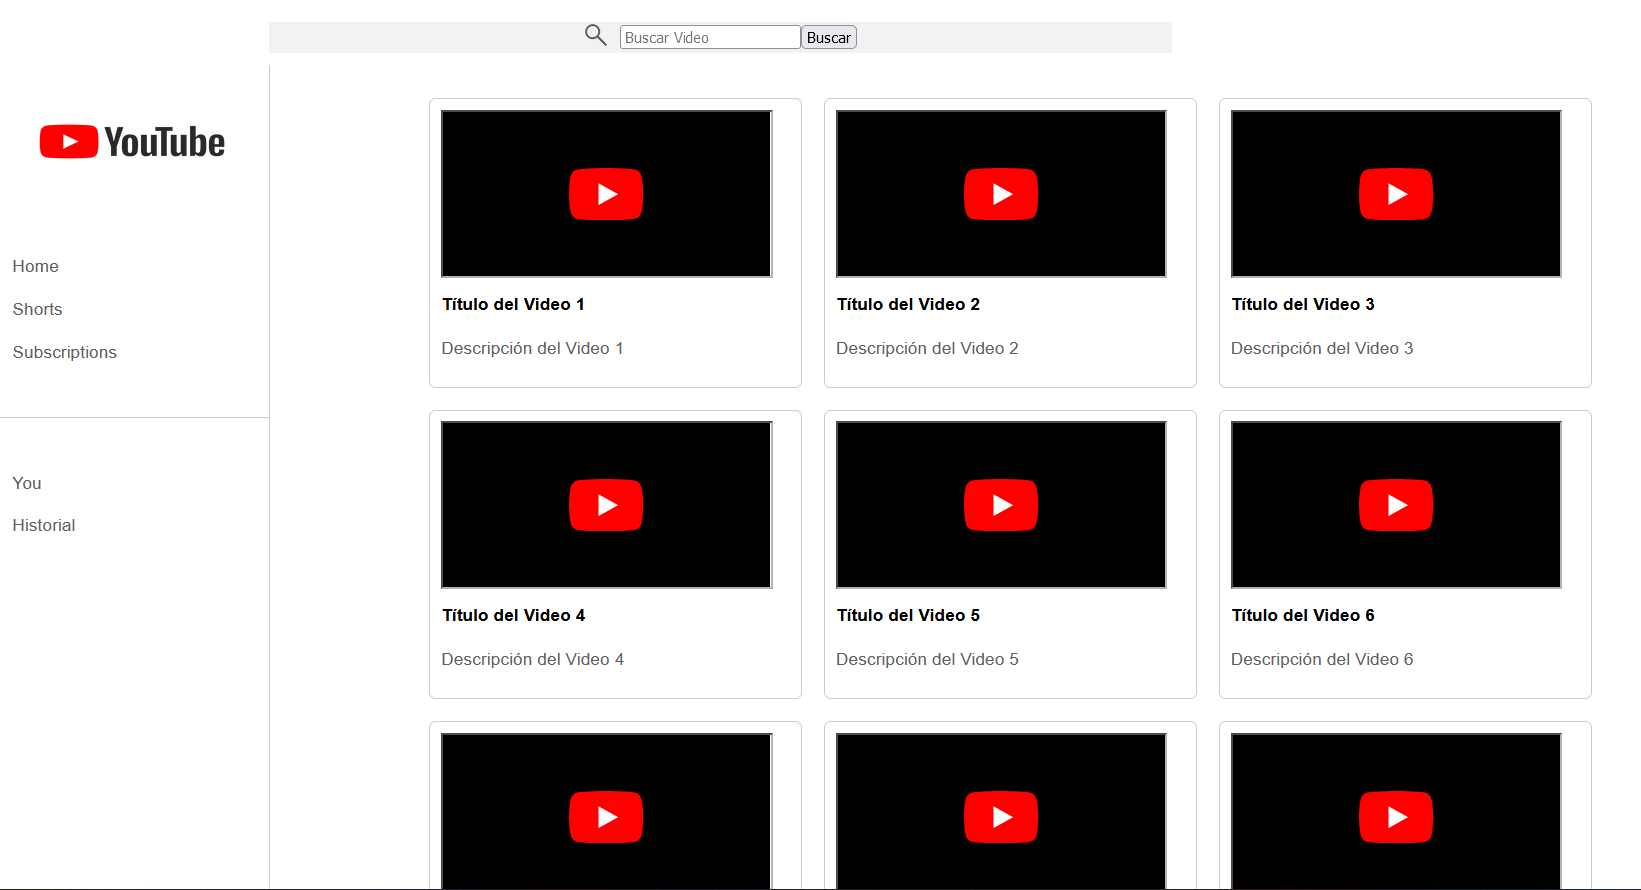 Buscar Video Buscar
YouTube
Home
Shorts
Subscriptions
You
Historial
Título del Video 1
Descripción del Video 1
Título del Video 2
Descripción del Video 2
Título del Video 3
Descripción del Video 3
Título del Video 4
Descripción del Video 4
Título del Video 5
Descripción del Video 5
Título del Video 6
Descripción del Video 6